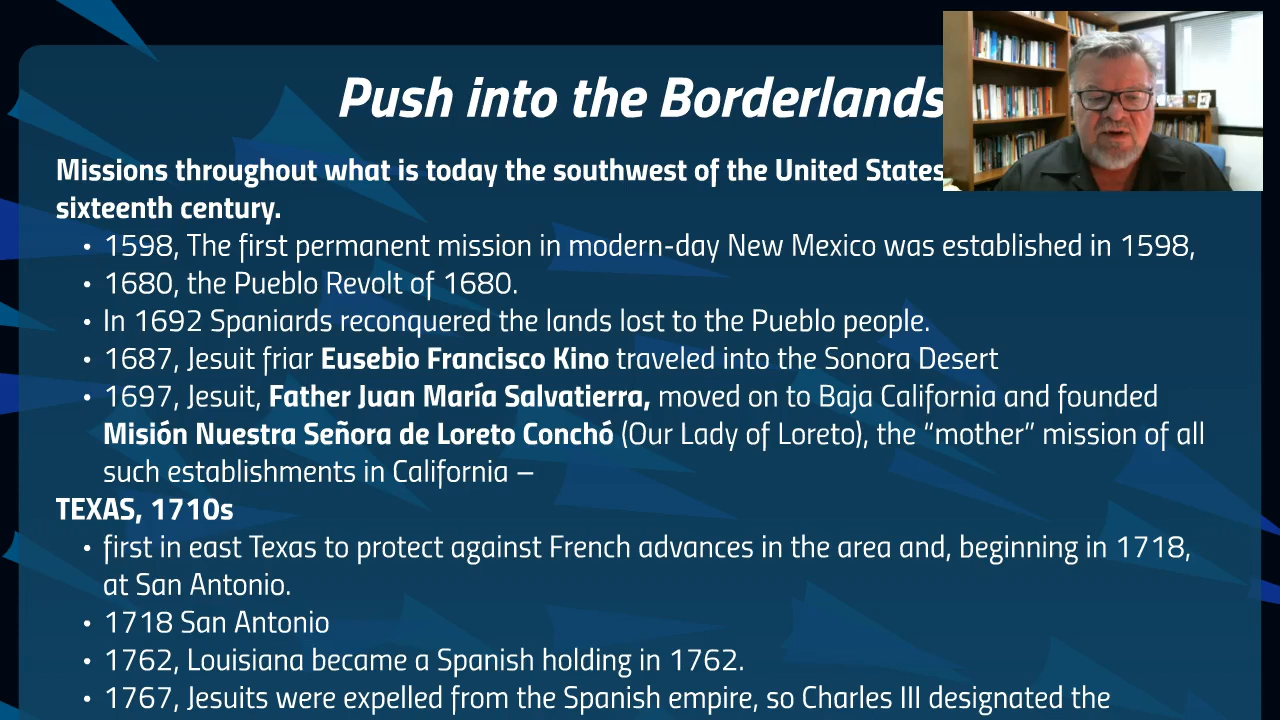 Push into the Borderlands
Missions throughout what is today the southwest of the United States
sixteenth century.
• 1598, The first permanent mission in modern-day New Mexico was established in 1598,
• 1680, the Pueblo Revolt of 1680.
• In 1692 Spaniards reconquered the lands lost to the Pueblo people.
• 1687, Jesuit friar Eusebio Francisco Kino traveled into the Sonora Desert
• 1697, Jesuit, Father Juan María Salvatierra, moved on to Baja California and founded
Misión Nuestra Señora de Loreto Conchó (Our Lady of Loreto), the “mother” mission of all
such establishments in California –
TEXAS, 1710s
• first in east Texas to protect against French advances in the area and, beginning in 1718,
at San Antonio.
• 1718 San Antonio
• 1762, Louisiana became a Spanish holding in 1762.
• 1767, Jesuits were expelled from the Spanish empire, so Charles III designated the